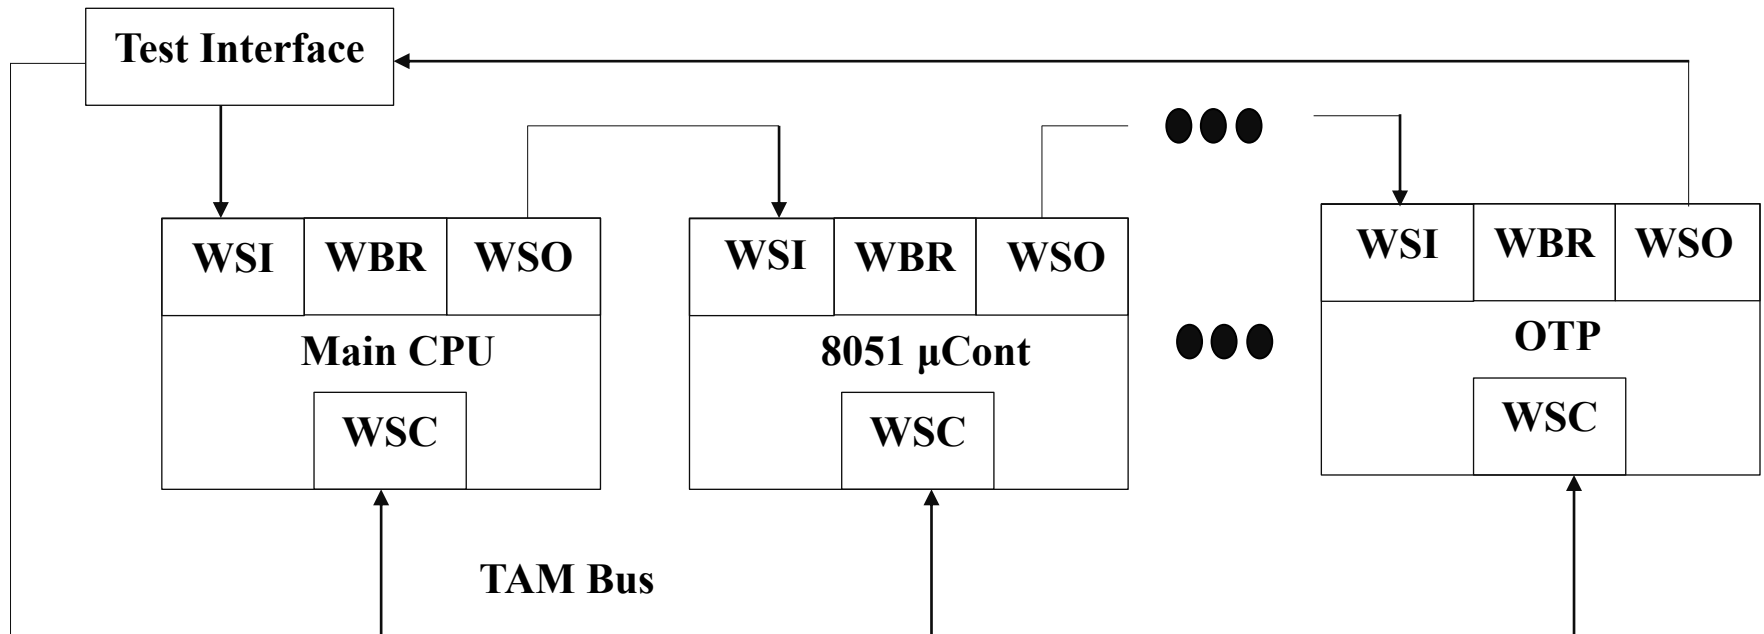 Test Interface
WSI WBR WSO
Main CPU
WSC
WSI WBR WSO
8051 μCont
WSC
WSI WBR WSO
OTP
WSC
TAM Bus